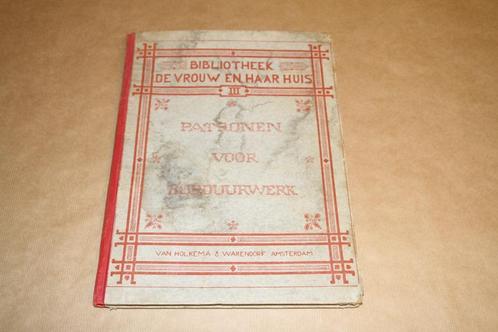 BIBLIOTHEEK
DE VROUW EN HAAR HUIS
III
PATRONEN
VOOR
BORDUURWERK
VAN HOLKEMA & WARENDORF AMSTERDAM